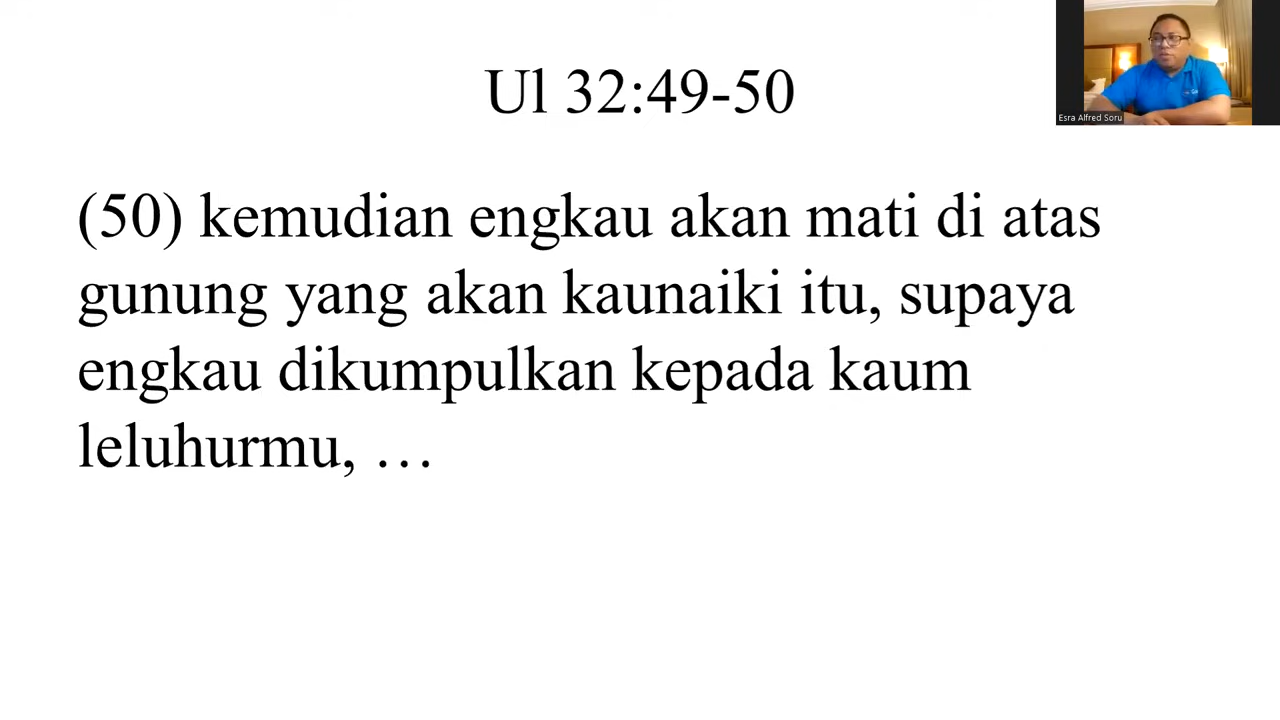 Ul 32:49-50
Esra Alfred Soru
(50) kemudian engkau akan mati di atas
gunung yang akan kaunaiki itu, supaya
engkau dikumpulkan kepada kaum
leluhurmu, …